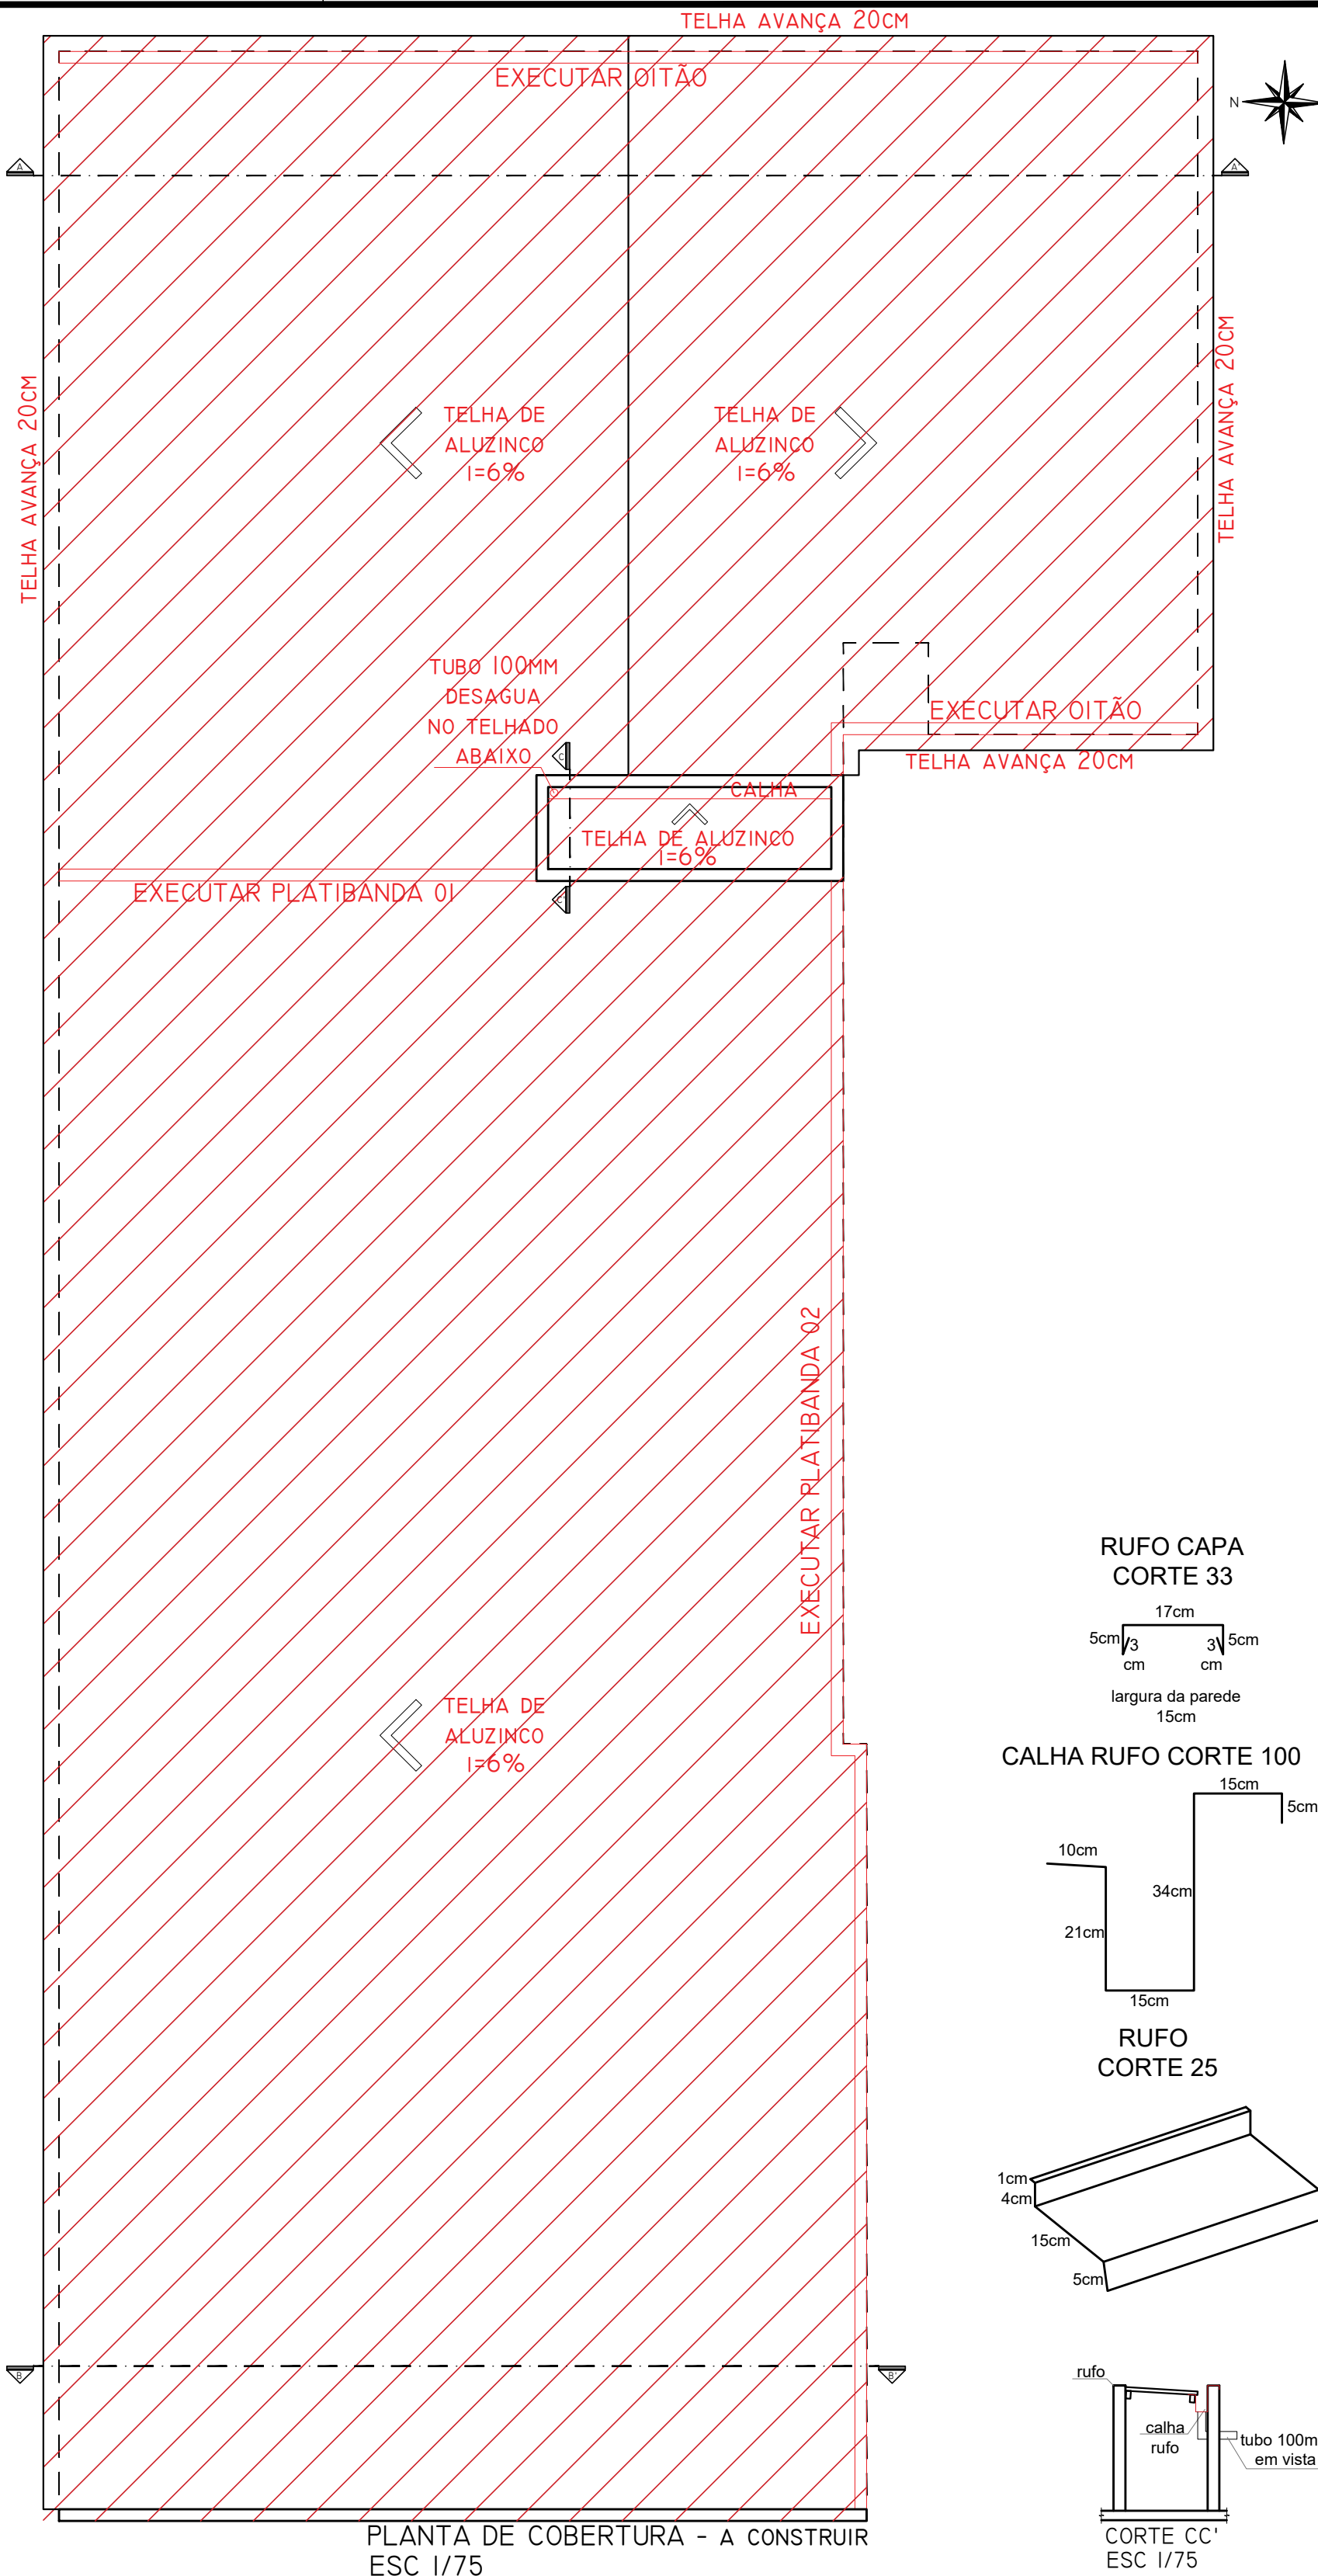 TELHA AVANÇA 20CM
EXECUTAR OITÃO
N
A
A'
TELHA AVANÇA 20CM
TELHA AVANÇA 20CM
TELHA DE
ALUZINCO
I=6%
TELHA DE
ALUZINCO
I=6%
TUBO 100MM
DESAGUA
NO TELHADO
ABAIXO
C
EXECUTAR OITÃO
TELHA AVANÇA 20CM
CALHA
TELHA DE ALUZINCO
I=6%
EXECUTAR PLATIBANDA 01
C'
EXECUTAR PLATIBANDA 02
TELHA DE
ALUZINCO
I=6%
RUFO CAPA
CORTE 33
17cm
5cm
3
cm
3
cm
5cm
largura da parede
15cm
CALHA RUFO CORTE 100
15cm
5cm
10cm
34cm
21cm
15cm
RUFO
CORTE 25
1cm
4cm
15cm
5cm
B
B'
rufo
calha
rufo
tubo 100m
em vista
CORTE CC'
ESC 1/75
PLANTA DE COBERTURA - A CONSTRUIR
ESC 1/75